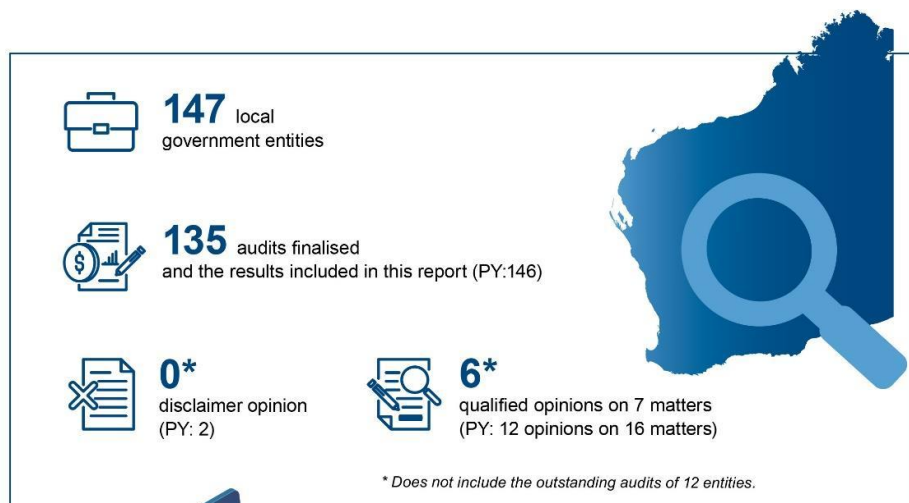 147 local
government entities
135 audits finalised
and the results included in this report (PY:146)
0*
disclaimer opinion
(PY: 2)
6*
qualified opinions on 7 matters
(PY: 12 opinions on 16 matters)
* Does not include the outstanding audits of 12 entities.
$